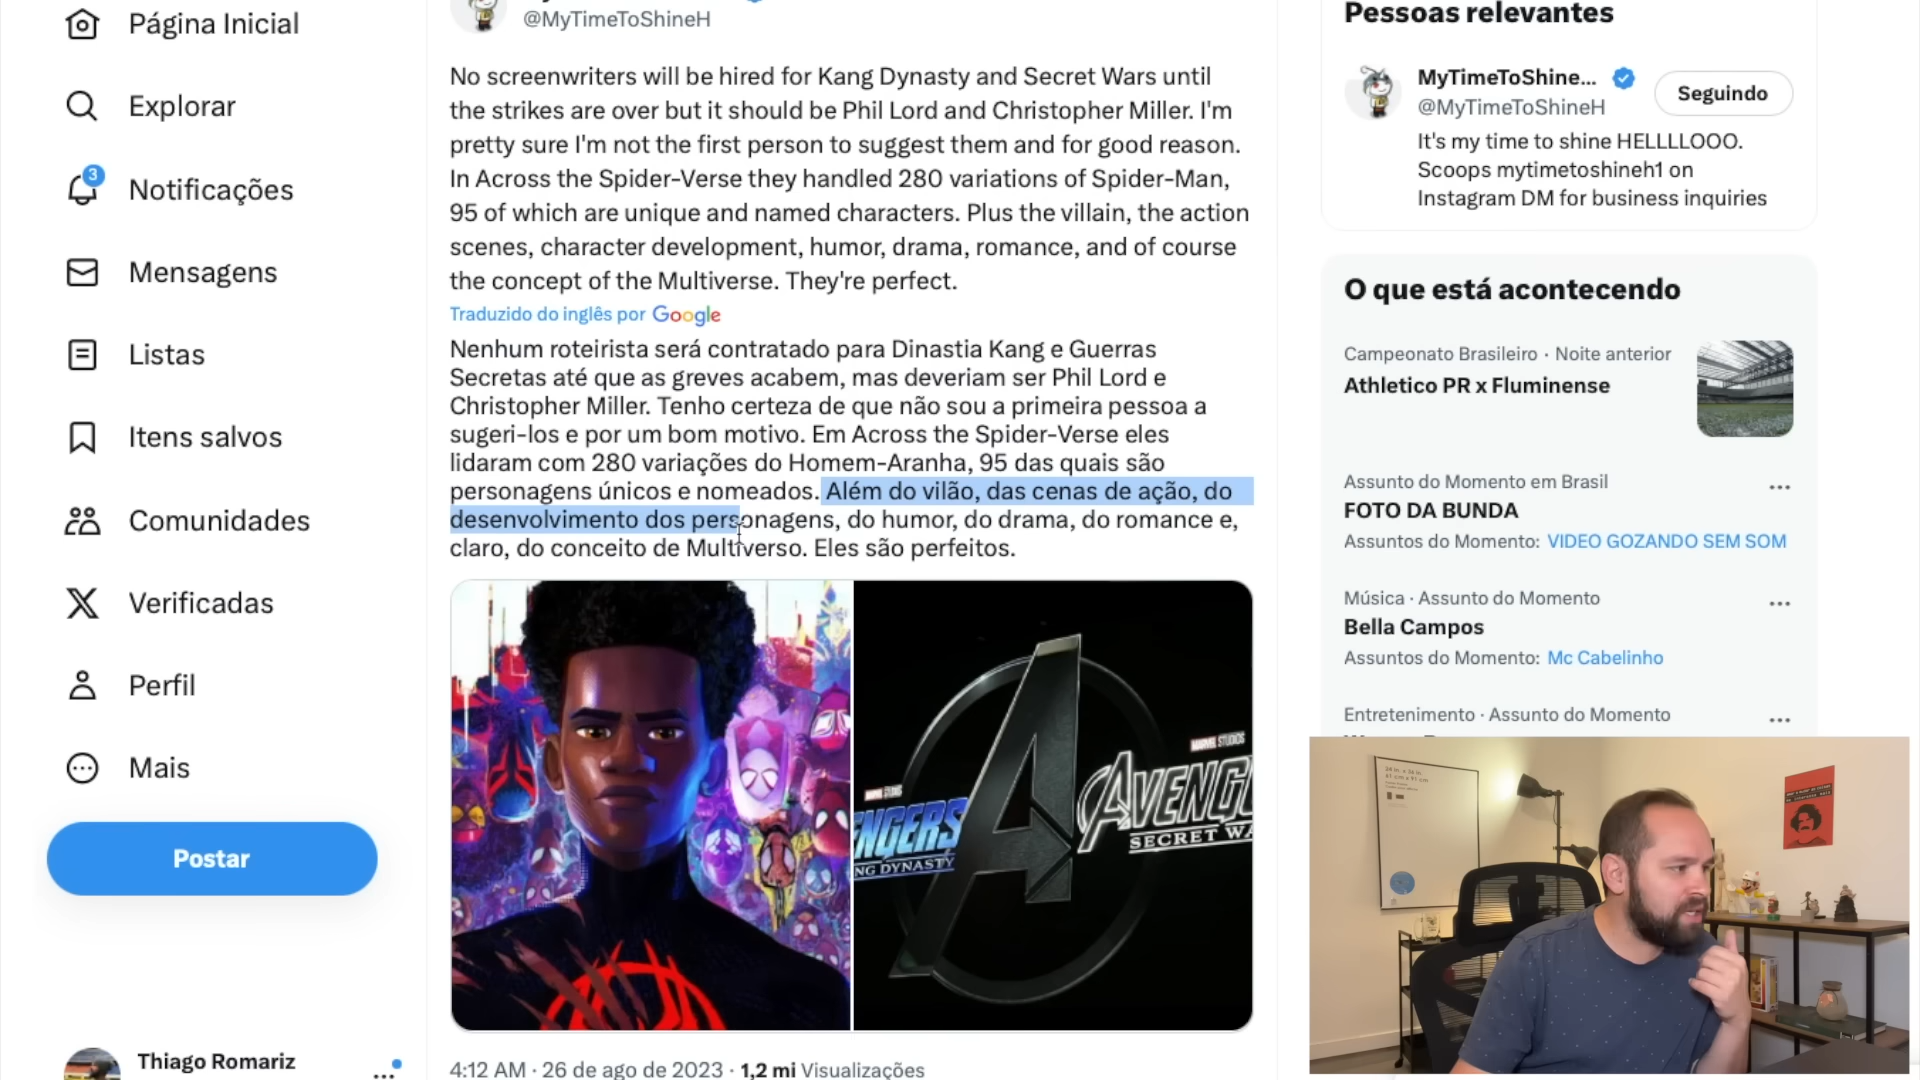 Página Inicial
Explorar
3
Notificações
Mensagens
Listas
Itens salvos
Comunidades
Verificadas
Perfil
Mais
Postar
Thiago Romariz
@MyTimeToShineH
No screenwriters will be hired for Kang Dynasty and Secret Wars until
the strikes are over but it should be Phil Lord and Christopher Miller. I'm
pretty sure I'm not the first person to suggest them and for good reason.
In Across the Spider-Verse they handled 280 variations of Spider-Man,
95 of which are unique and named characters. Plus the villain, the action
scenes, character development, humor, drama, romance, and of course
the concept of the Multiverse. They're perfect.
Traduzido do inglês por Google
Nenhum roteirista será contratado para Dinastia Kang e Guerras
Secretas até que as greves acabem, mas deveriam ser Phil Lord e
Christopher Miller. Tenho certeza de que não sou a primeira pessoa a
sugeri-los e por um bom motivo. Em Across the Spider-Verse eles
lidaram com 280 variações do Homem-Aranha, 95 das quais são
personagens únicos e nomeados. Além do vilão, das cenas de ação, do
desenvolvimento dos personagens, do humor, do drama, do romance e,
claro, do conceito de Multiverso. Eles são perfeitos.
MARVEL STUDIOS
NGERS
NG DYNASTY
MARVEL STUDIOS
AVENG
SECRET WA
4:12 AM · 26 de ago de 2023 · 1,2 mi Visualizações
Pessoas relevantes
MyTimeToShine...
@MyTimeToShineH
Seguindo
It's my time to shine HELLLLOOO.
Scoops mytimetoshineh1 on
Instagram DM for business inquiries
O que está acontecendo
Campeonato Brasileiro · Noite anterior
Athletico PR x Fluminense
Assunto do Momento em Brasil
FOTO DA BUNDA
Assuntos do Momento: VIDEO GOZANDO SEM SOM
Música · Assunto do Momento
Bella Campos
Assuntos do Momento: Mc Cabelinho
Entretenimento · Assunto do Momento